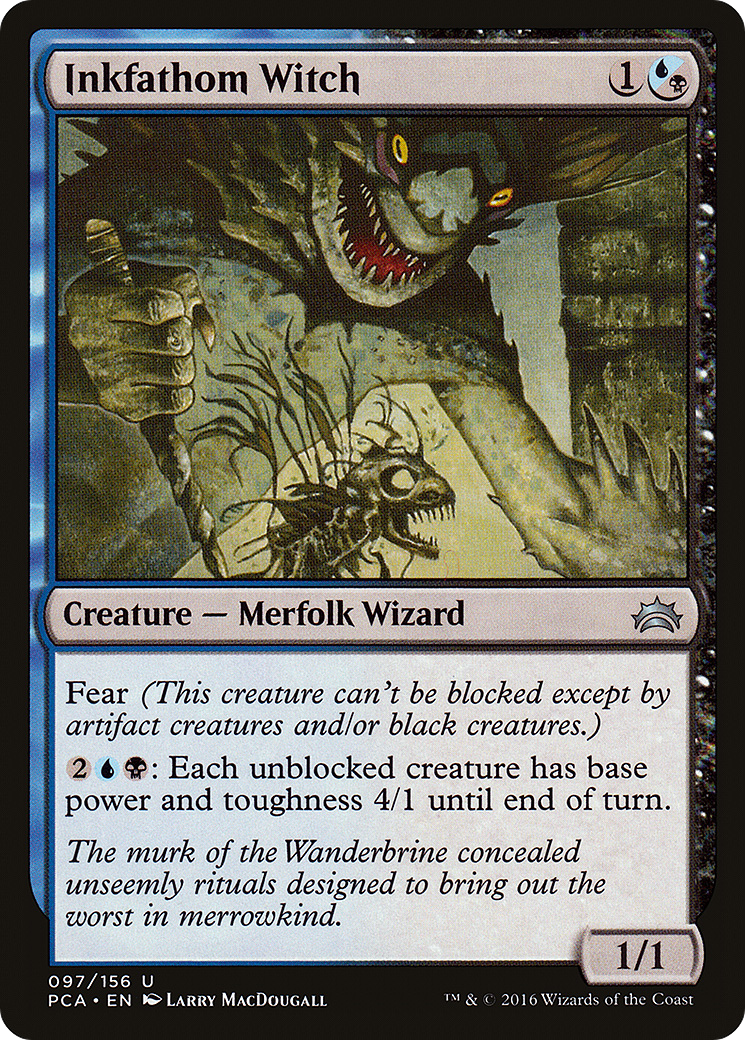 Inkfathom Witch 1
Creature — Merfolk Wizard
Fear (This creature can't be blocked except by
artifact creatures and/or black creatures.)
2 : Each unblocked creature has base
power and toughness 4/1 until end of turn.
The murk of the Wanderbrine concealed
unseemly rituals designed to bring out the
worst in merrowkind.
1/1
097/156 U
PCA • EN Larry MacDougall ™ & © 2016 Wizards of the Coast